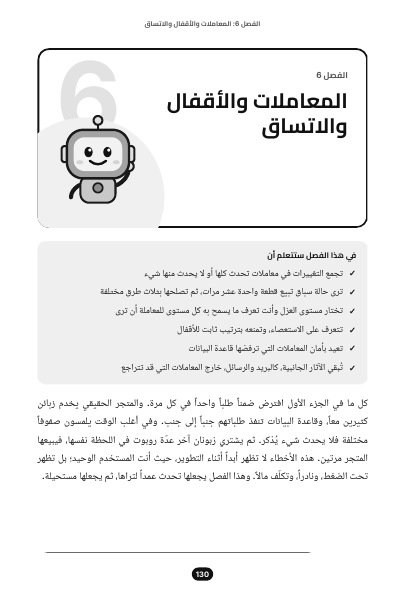 الفصل 6: المعاملات والأقفال والاتساق
6
الفصل 6
المعاملات والأقفال
والاتساق
في هذا الفصل ستتعلم أن
✓ تجمع التغييرات في معاملات تحدث كلها أو لا يحدث منها شيء
✓ ترى حالة سباق تبيع قطعة واحدة عشر مرات، ثم تصلحها بثلاث طرق مختلفة
✓ تختار مستوى العزل وأنت تعرف ما يسمح به كل مستوى للمعاملة أن ترى
✓ تتعرف على الاستعصاء، وتمنعه بترتيب ثابت للأقفال
✓ تعيد بأمان المعاملات التي ترفضها قاعدة البيانات
✓ تُبقي الآثار الجانبية، كالبريد والرسائل، خارج المعاملات التي قد تتراجع
كل ما في الجزء الأول افترض ضمناً طلباً واحداً في كل مرة. والمتجر الحقيقي يخدم زبائن
كثيرين معاً، وقاعدة البيانات تنفذ طلباتهم جنباً إلى جنب. وفي أغلب الوقت يلمسون صفوفاً
مختلفة فلا يحدث شيء يُذكر. ثم يشتري زبونان آخر عدّة روبوت في اللحظة نفسها، فيبيعها
المتجر مرتين. هذه الأخطاء لا تظهر أبداً أثناء التطوير، حيث أنت المستخدم الوحيد؛ بل تظهر
تحت الضغط، ونادراً، وتكلّف مالاً. وهذا الفصل يجعلها تحدث عمداً لتراها، ثم يجعلها مستحيلة.
130